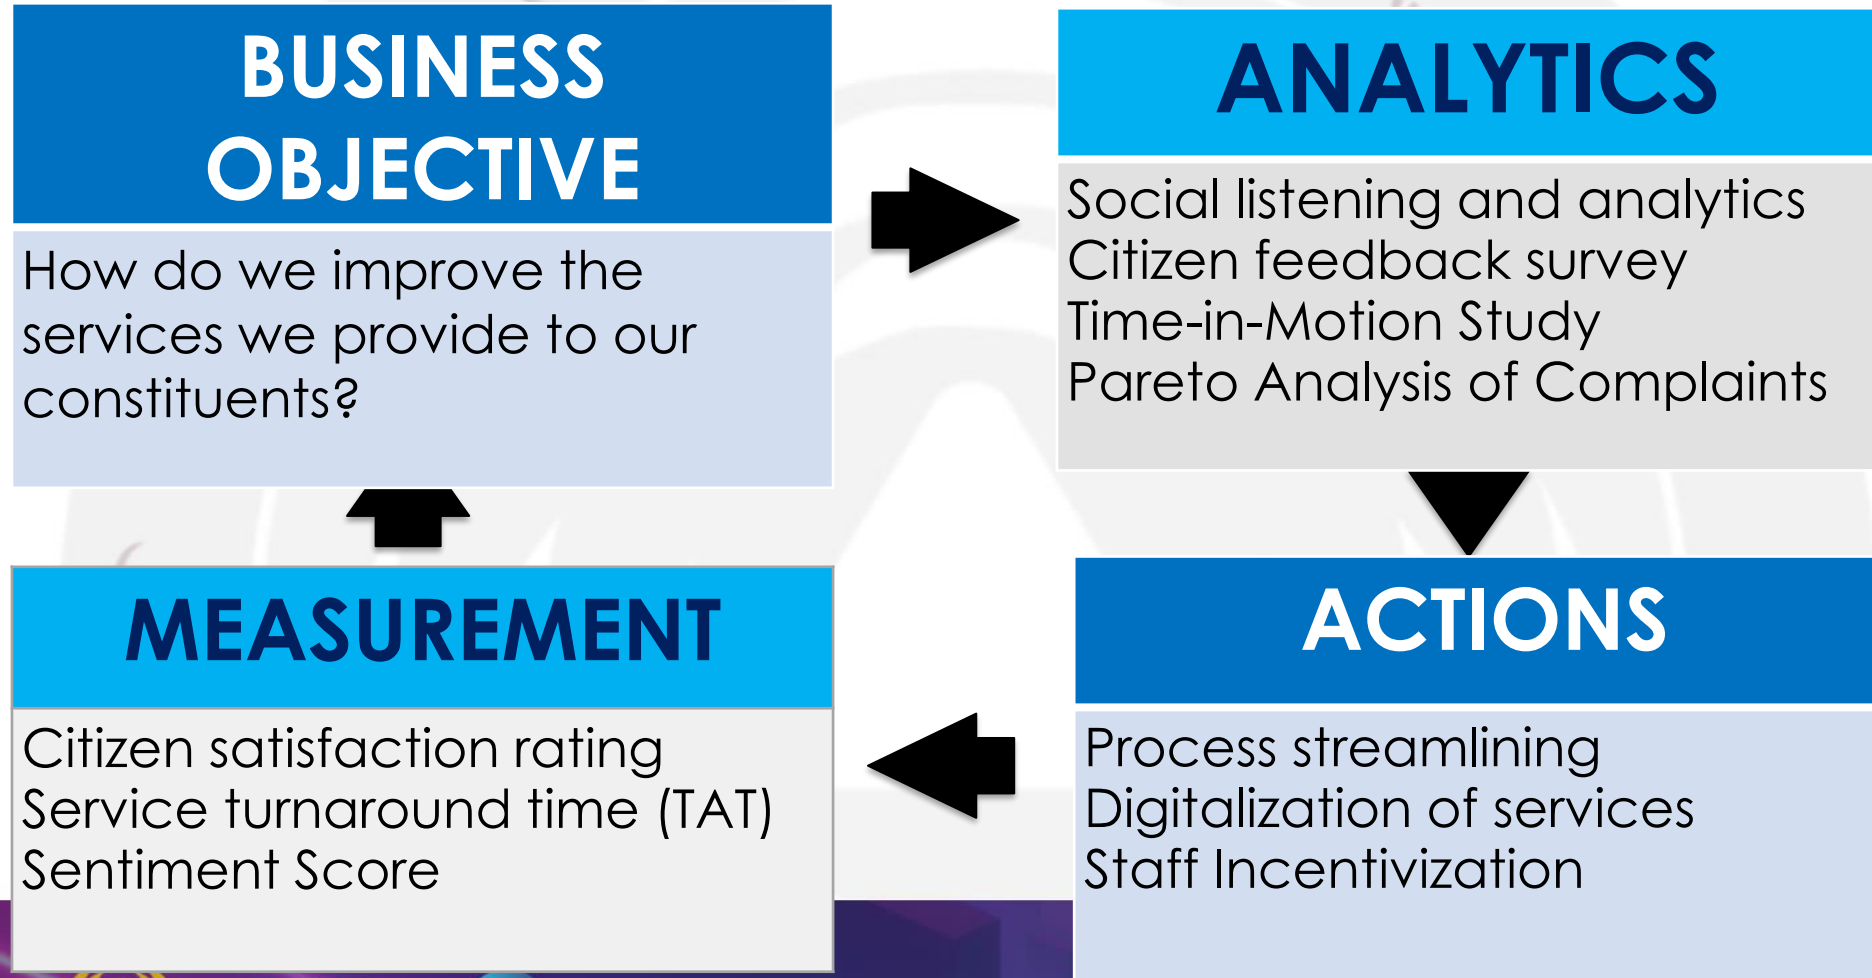 BUSINESS
OBJECTIVE
How do we improve the
services we provide to our
constituents?
ANALYTICS
Social listening and analytics
Citizen feedback survey
Time-in-Motion Study
Pareto Analysis of Complaints
ACTIONS
Process streamlining
Digitalization of services
Staff Incentivization
MEASUREMENT
Citizen satisfaction rating
Service turnaround time (TAT)
Sentiment Score